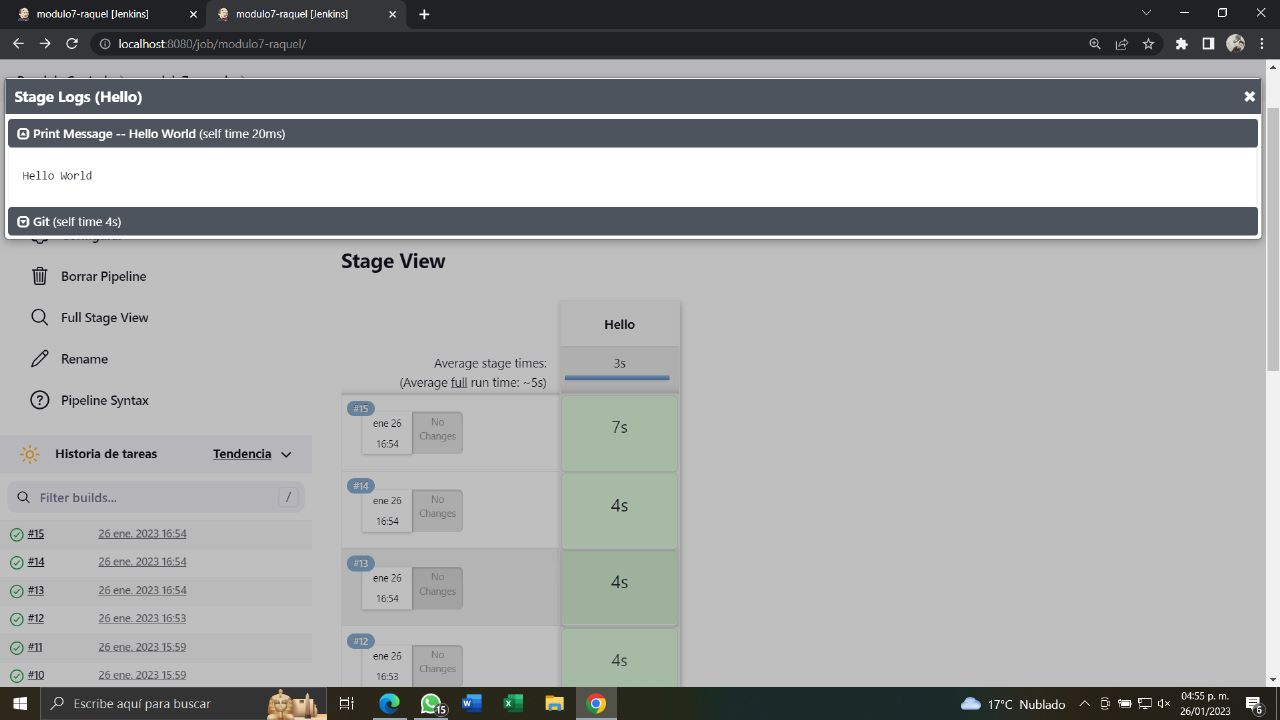 modulo7-raquel [Jenkins]
modulo7-raquel [Jenkins]
localhost:8080/job/modulo7-raquel/
Stage Logs (Hello)
Print Message -- Hello World (self time 20ms)
Hello World
Git (self time 4s)
Borrar Pipeline
Full Stage View
Rename
Pipeline Syntax
Historia de tareas
Tendencia
Filter builds...
/
#15 26 ene. 2023 16:54
#14 26 ene. 2023 16:54
#13 26 ene. 2023 16:54
#12 26 ene. 2023 16:53
#11 26 ene. 2023 15:59
#10 26 ene. 2023 15:59
Stage View
Hello
Average stage times:
3s
(Average full run time: ~5s)
#15
ene 26
16:54
No
Changes
7s
#14
ene 26
16:54
No
Changes
4s
#13
ene 26
16:54
No
Changes
4s
#12
ene 26
16:53
No
Changes
4s
Escribe aquí para buscar
15
17°C Nublado
04:55 p. m.
26/01/2023
6